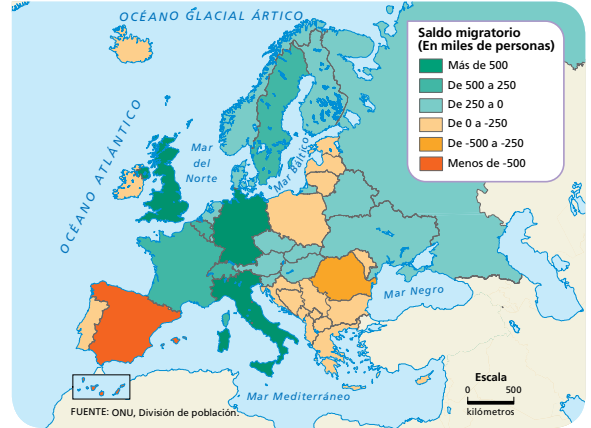 OCÉANO GLACIAL ÁRTICO
Saldo migratorio
(En miles de personas)
Más de 500
De 500 a 250
De 250 a 0
De 0 a -250
De -500 a -250
Menos de -500
OCÉANO ATLÁNTICO
Mar
del
Norte
Mar Báltico
Mar Negro
Mar Mediterráneo
Escala
0 500
kilómetros
FUENTE: ONU, División de población.